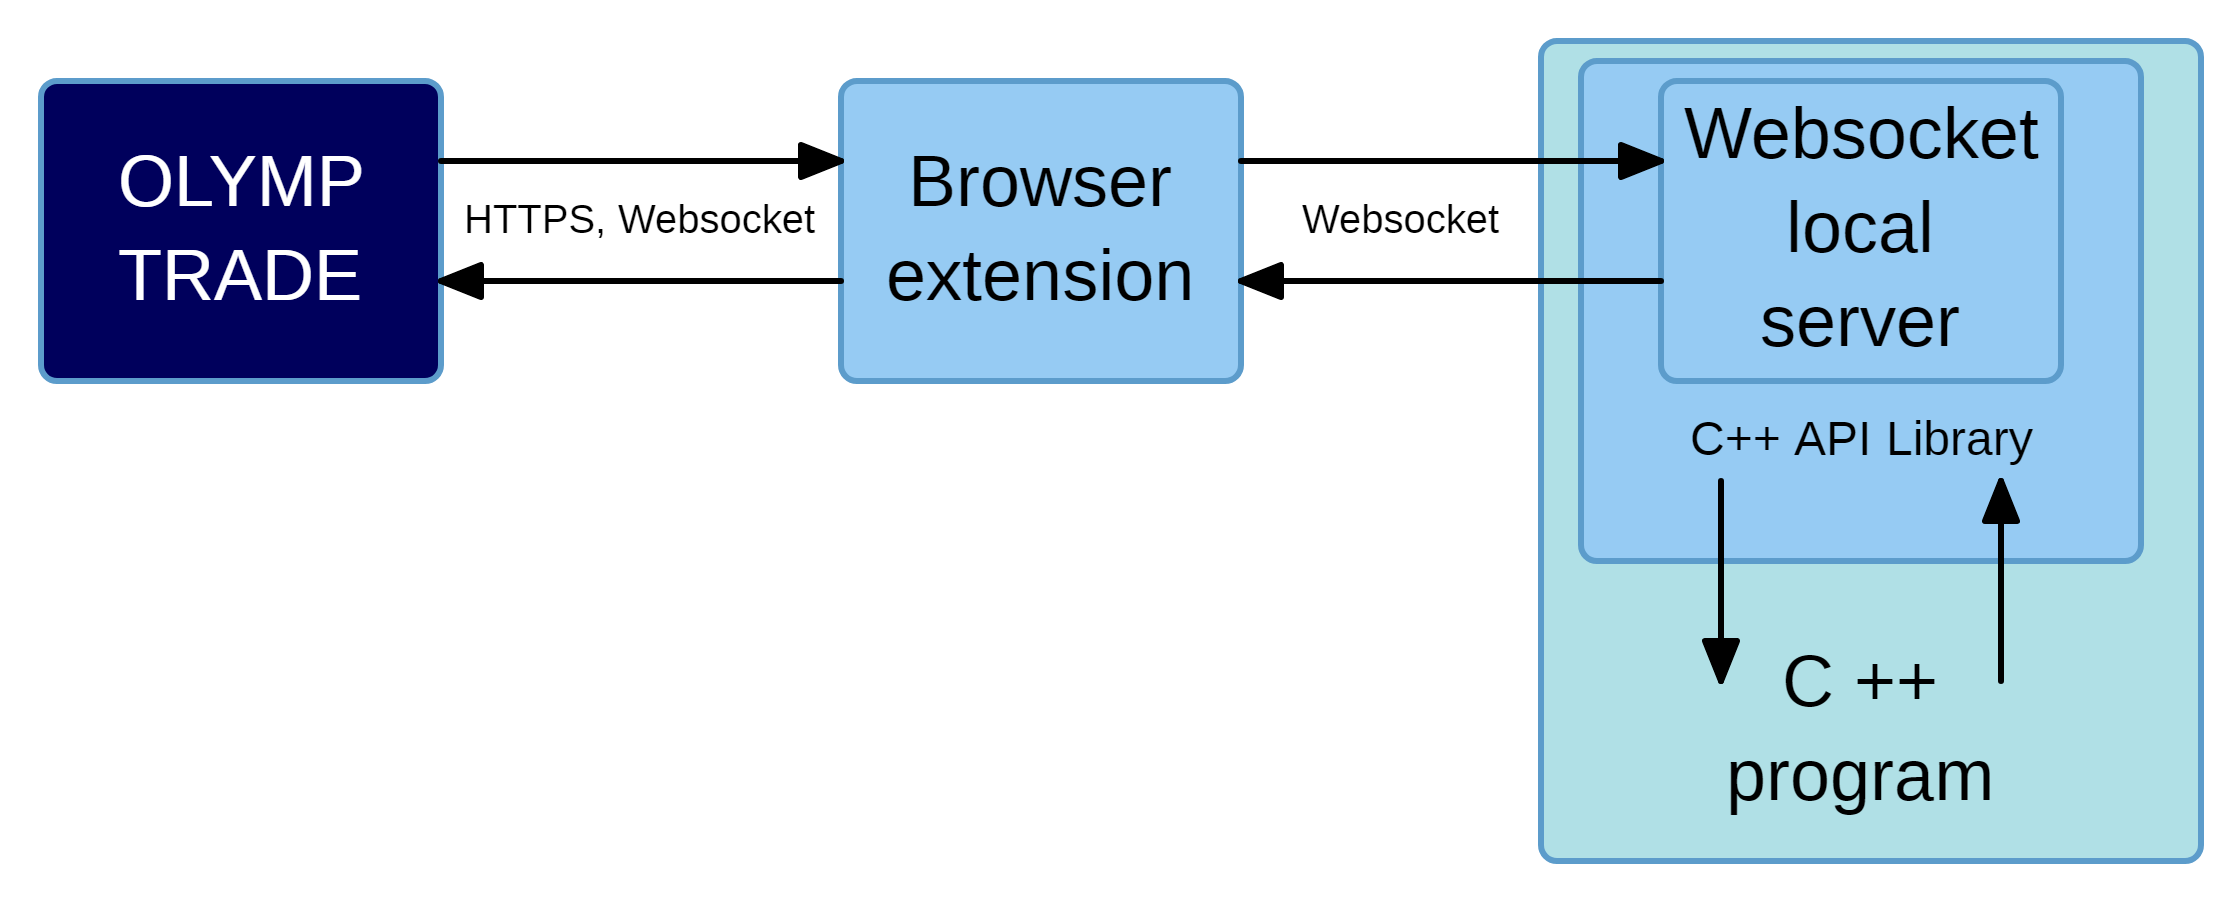 OLYMP
TRADE
HTTPS, Websocket
Browser
extension
Websocket
Websocket
local
server
C++ API Library
C ++
program